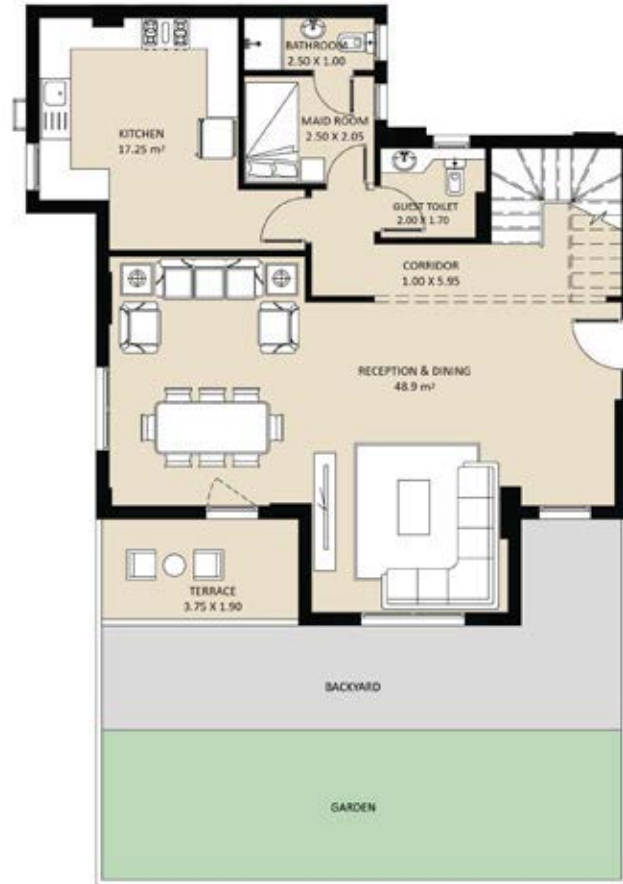 BATHROOM
2.50 X 1.00
KITCHEN
17.25 m²
MAID ROOM
2.50 X 2.05
GUEST TOILET
2.00 X 1.70
CORRIDOR
1.00 X 5.95
RECEPTION & DINING
48.9 m²
TERRACE
3.75 X 1.90
BACKYARD
GARDEN